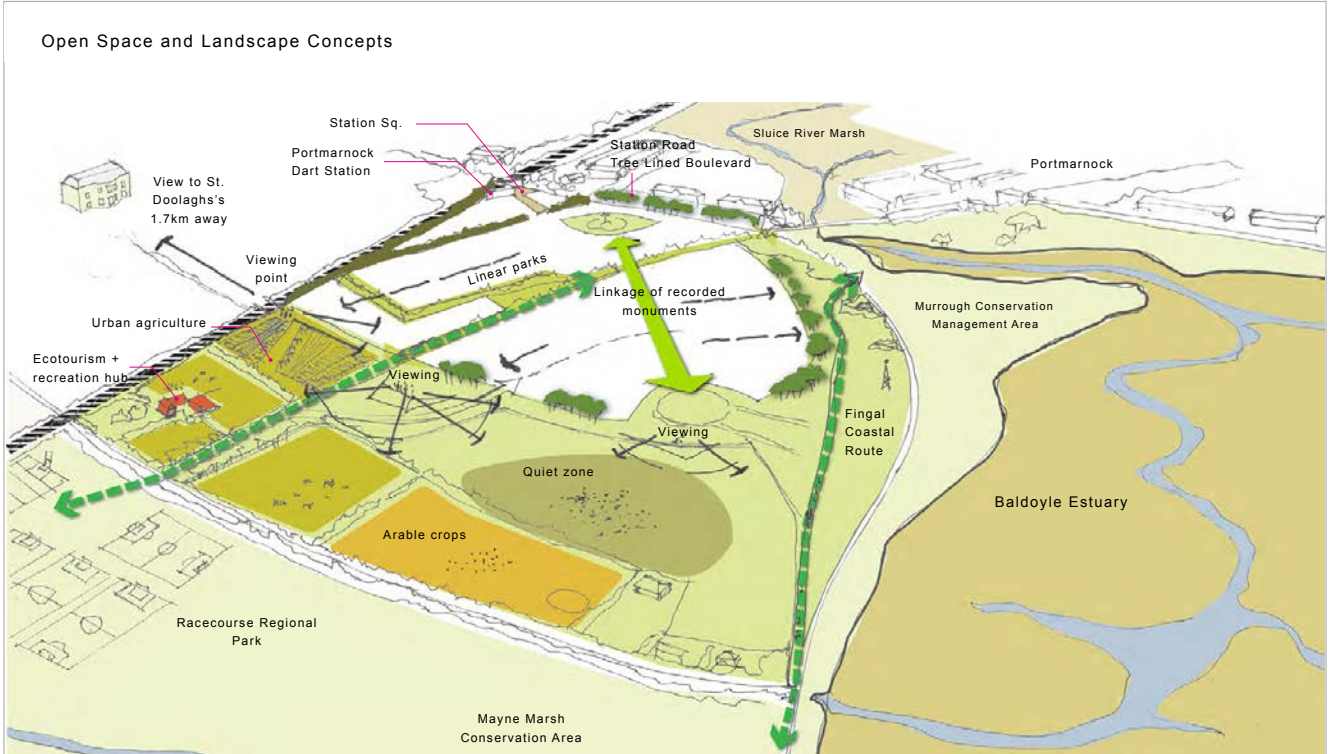 Open Space and Landscape Concepts
Station Sq.
Portmarnock
Dart Station
Station Road
Tree Lined Boulevard
Sluice River Marsh
Portmarnock
View to St.
Doolaghs's
1.7km away
Viewing
point
Linear parks
Linkage of recorded
monuments
Murrough Conservation
Management Area
Urban agriculture
Ecotourism +
recreation hub
Viewing
Viewing
Fingal
Coastal
Route
Quiet zone
Baldoyle Estuary
Arable crops
Racecourse Regional
Park
Mayne Marsh
Conservation Area